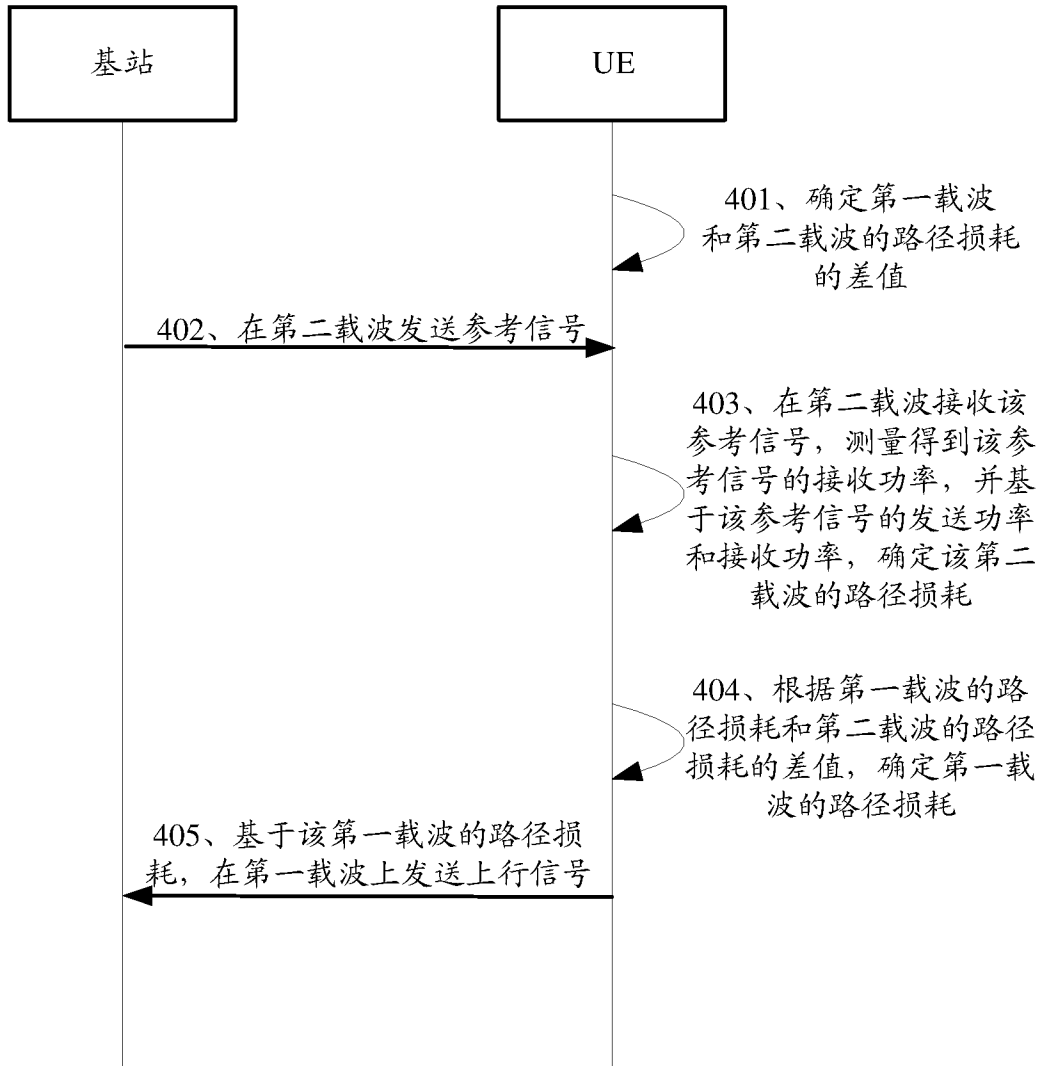 基站
UE
401、确定第一载波
和第二载波的路径损耗
的差值
402、在第二载波发送参考信号
403、在第二载波接收该
参考信号，测量得到该参
考信号的接收功率，并基
于该参考信号的发送功率
和接收功率，确定该第二
载波的路径损耗
404、根据第一载波的路
径损耗和第二载波的路径
损耗的差值，确定第一载
波的路径损耗
405、基于该第一载波的路径损
耗，在第一载波上发送上行信号